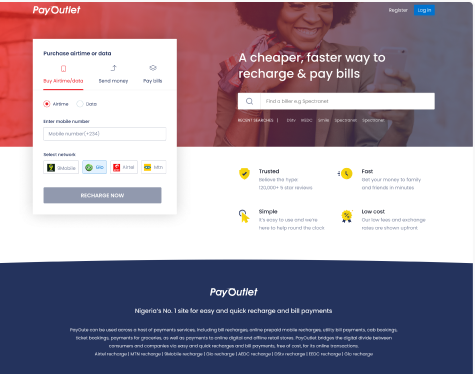 PayOutlet
Register
Log in
Purchase airtime or data
Buy Airtime/data
Send money
Pay bills
Airtime
Data
Enter mobile number
Mobile number(+234)
Select network
9Mobile
Glo
Airtel
Mtn
RECHARGE NOW
A cheaper, faster way to
recharge & pay bills
Find a biller e.g Spectranet
RECENT SEARCHES |
Dstv
AEDC
Smile
Spectranet
Spectranet
Trusted
Believe the hype:
120,000+ 5 star reviews
Fast
Get your money to family
and friends in minutes
Simple
It's easy to use and we're
here to help round the clock
Low cost
Our low fees and exchange
rates are shown upfront
PayOutlet
Nigeria's No. 1 site for easy and quick recharge and bill payments
PayOute can be used across a host of payments services, including bill recharges, online prepaid mobile recharges, utility bill payments, cab bookings,
ticket bookings, payments for groceries, as well as payments to online digital and offline retail stores. PayOutlet bridges the digital divide between
consumers and companies via easy and quick recharges and bill payments, free of cost, for its online transactions.
Airtel recharge | MTN recharge | 9Mobile recharge | Glo recharge | AEDC recharge | DStv recharge | EEDC recharge | Glo recharge